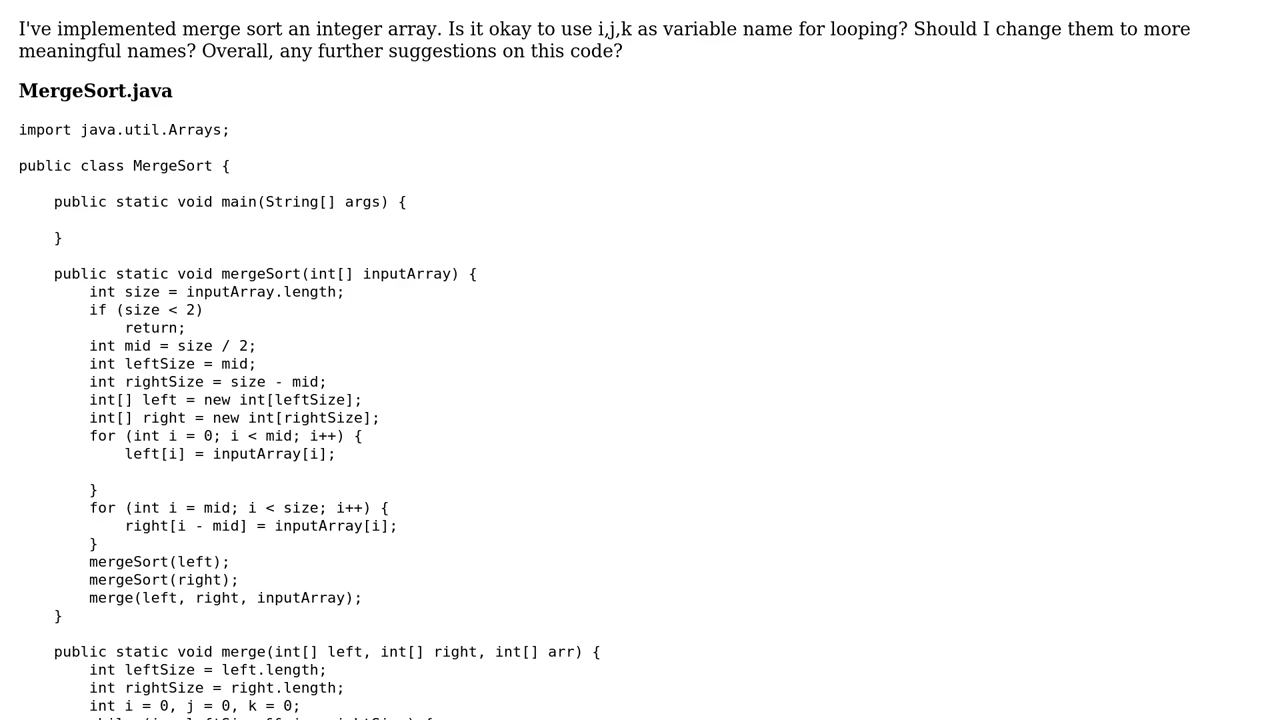 I've implemented merge sort an integer array. Is it okay to use i,j,k as variable name for looping? Should I change them to more
meaningful names? Overall, any further suggestions on this code?
MergeSort.java
import java.util.Arrays;
public class MergeSort {
    public static void main(String[] args) {
    }
    public static void mergeSort(int[] inputArray) {
        int size = inputArray.length;
        if (size < 2)
            return;
        int mid = size / 2;
        int leftSize = mid;
        int rightSize = size - mid;
        int[] left = new int[leftSize];
        int[] right = new int[rightSize];
        for (int i = 0; i < mid; i++) {
            left[i] = inputArray[i];
        }
        for (int i = mid; i < size; i++) {
            right[i - mid] = inputArray[i];
        }
        mergeSort(left);
        mergeSort(right);
        merge(left, right, inputArray);
    }
    public static void merge(int[] left, int[] right, int[] arr) {
        int leftSize = left.length;
        int rightSize = right.length;
        int i = 0, j = 0, k = 0;